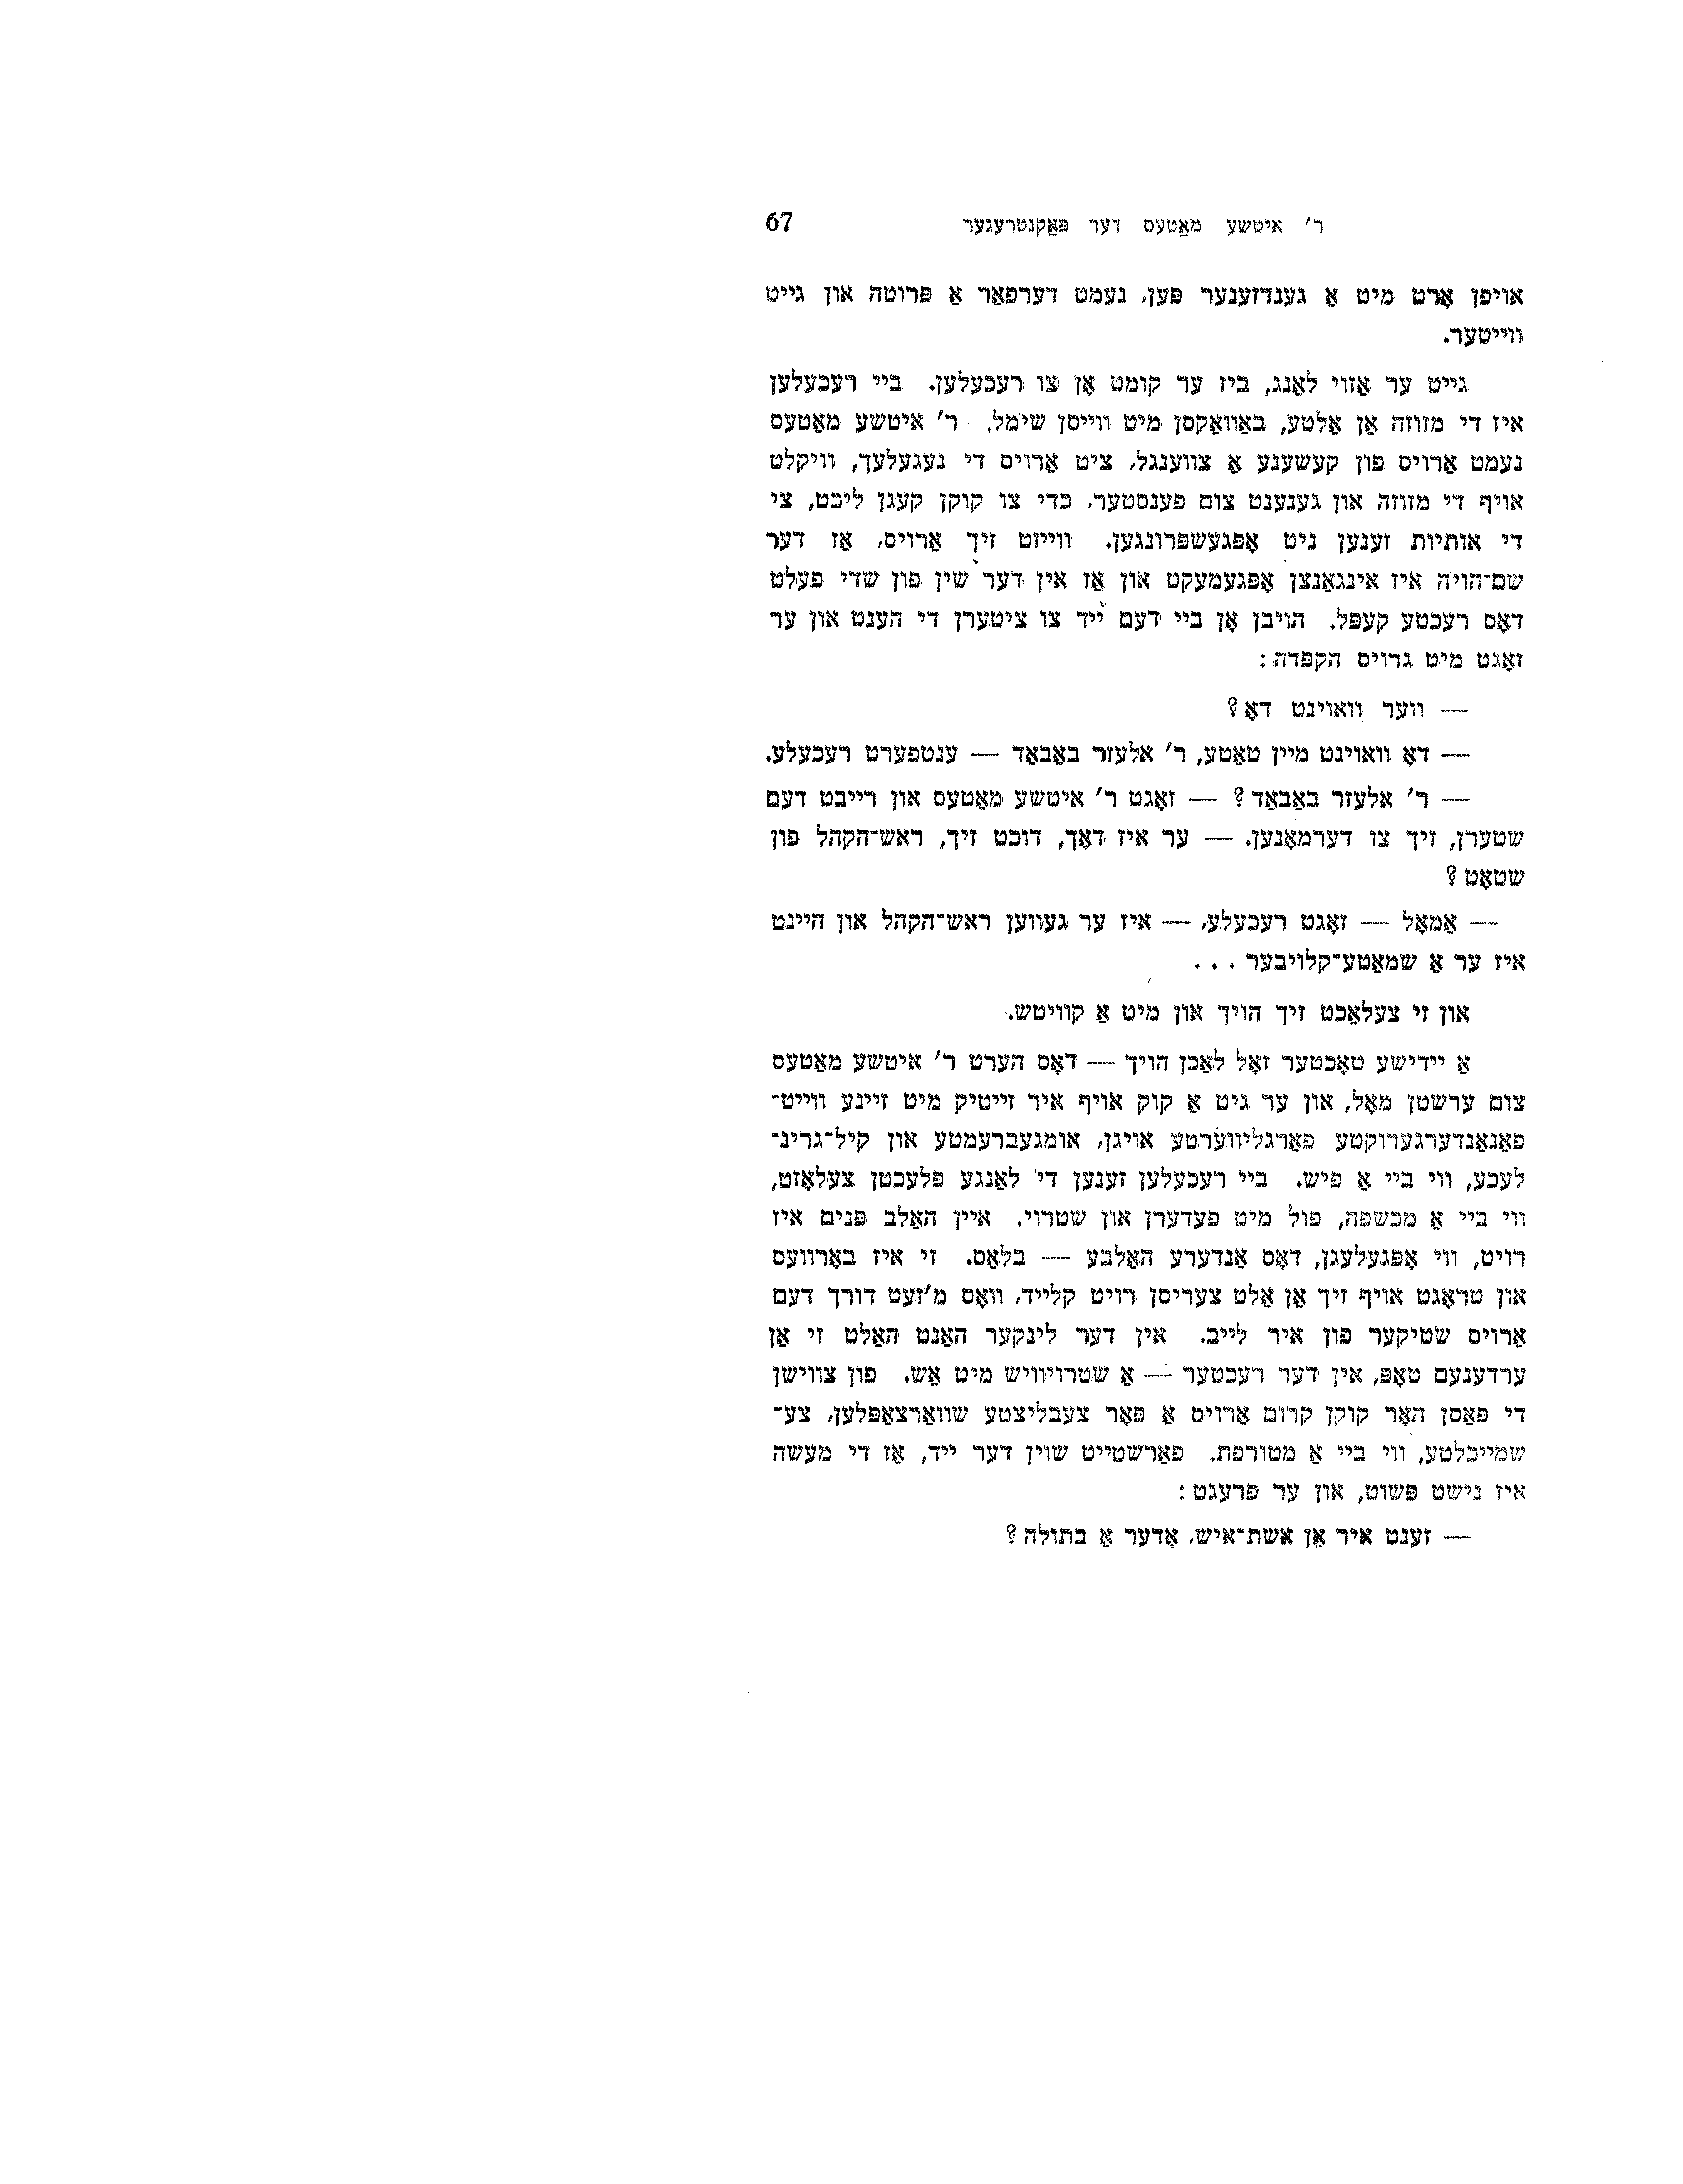 ר׳ איטשע מאַטעס דער פּאַקנטרעגער 67
אויפן אָרט מיט אַ גענדזענער פּען, נעמט דערפאַר אַ פּרוטה און גייט
ווייטער.
גייט ער אַזוי לאַנג, ביז ער קומט אָן צו רעכעלען. ביי רעכעלען
איז די מזוזה אַן אַלטע, באַוואַקסן מיט ווייסן שימל. ר׳ איטשע מאַטעס
נעמט אַרויס פון קעשענע אַ צווענגל, ציט אַרויס די נעגעלעך, וויקלט
אויף די מזוזה און גענענט צום פענסטער, כדי צו קוקן קעגן ליכט, צי
די אותיות זענען ניט אָפּגעשפּרונגען. ווייזט זיך אַרויס, אַז דער
שם־הויה איז אינגאַנצן אָפּגעמעקט און אַז אין דער שין פון שדי פעלט
דאָס רעכטע קעפּל. הויבן אָן ביי דעם ייד צו ציטערן די הענט און ער
זאָגט מיט גרויס הקפּדה:
— ווער וואוינט דאָ?
— דאָ וואוינט מיין טאַטע, ר׳ אלעזר באַבאַד — ענטפערט רעכעלע.
— ר׳ אלעזר באַבאַד? — זאָגט ר׳ איטשע מאַטעס און רייבט דעם
שטערן, זיך צו דערמאָנען. — ער איז דאָך, דוכט זיך, ראש־הקהל פון
שטאָט?
— אַמאָל — זאָגט רעכעלע, — איז ער געווען ראש־הקהל און היינט
איז ער אַ שמאַטע־קלויבער...
און זי צעלאַכט זיך הויך און מיט אַ קוויטש.
אַ יידישע טאָכטער זאָל לאַכן הויך — דאָס הערט ר׳ איטשע מאַטעס
צום ערשטן מאָל, און ער גיט אַ קוק אויף איר זייטיק מיט זיינע ווייט־
פאַנאַנדערגערוקטע פאַרגליווערטע אויגן, אומגעברעמטע און קיל־גרינ־
לעכע, ווי ביי אַ פיש. ביי רעכעלען זענען די לאַנגע פלעכטן צעלאָזט,
ווי ביי אַ מכשפה, פול מיט פעדערן און שטרוי. איין האַלב פּנים איז
רויט, ווי אָפּגעלעגן, דאָס אַנדערע האַלבע — בלאַס. זי איז באָרוועס
און טראָגט אויף זיך אַן אַלט צעריסן רויט קלייד, וואָס מ׳זעט דורך דעם
אַרויס שטיקער פון איר לייב. אין דער לינקער האַנט האַלט זי אַן
ערדענעם טאָפּ, אין דער רעכטער — אַ שטרויוויש מיט אַש. פון צווישן
די פּאַסן האָר קוקן קרום אַרויס אַ פּאָר צעבליצטע שוואַרצאַפּלען, צע־
שמייכלטע, ווי ביי אַ מטורפת. פאַרשטייט שוין דער ייד, אַז די מעשה
איז נישט פּשוט, און ער פרעגט:
— זענט איר אַן אשת־איש, אָדער אַ בתולה?